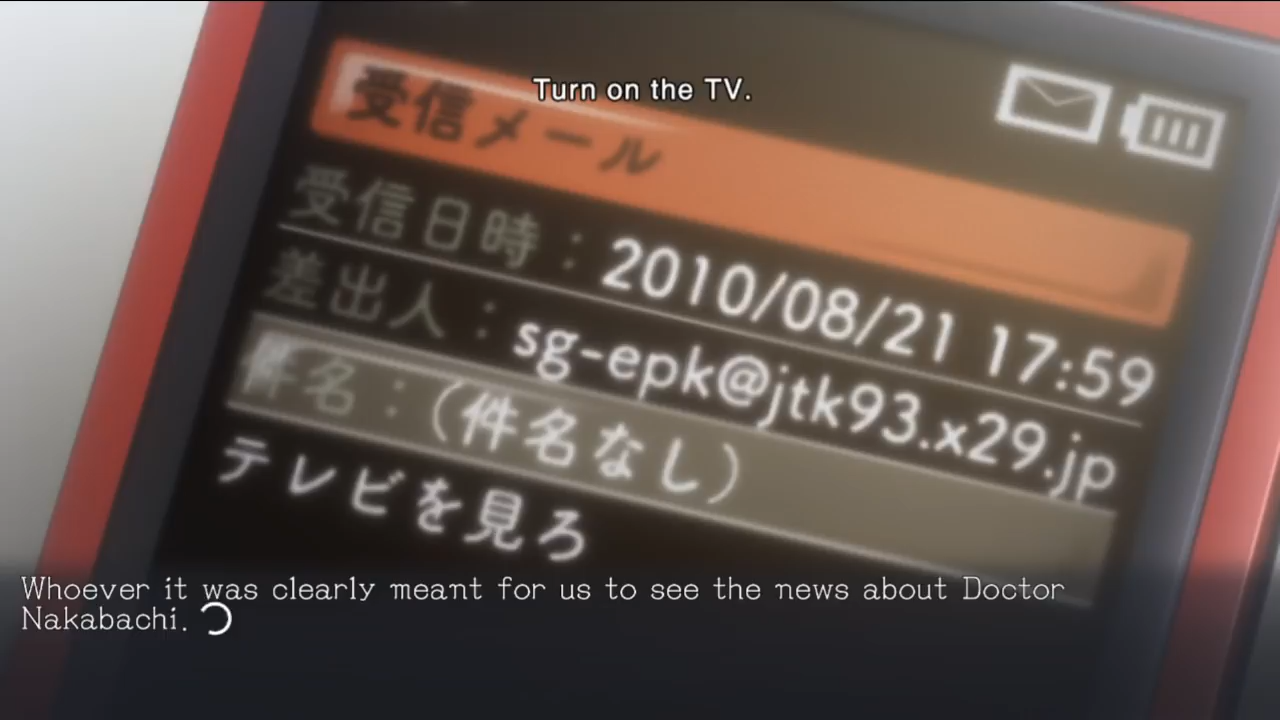 Turn on the TV.
受信メール
受信日時：2010/08/21 17:59
差出人：sg-epk@jtk93.x29.jp
件名：（件名なし）
テレビを見ろ
Whoever it was clearly meant for us to see the news about Doctor
Nakabachi.